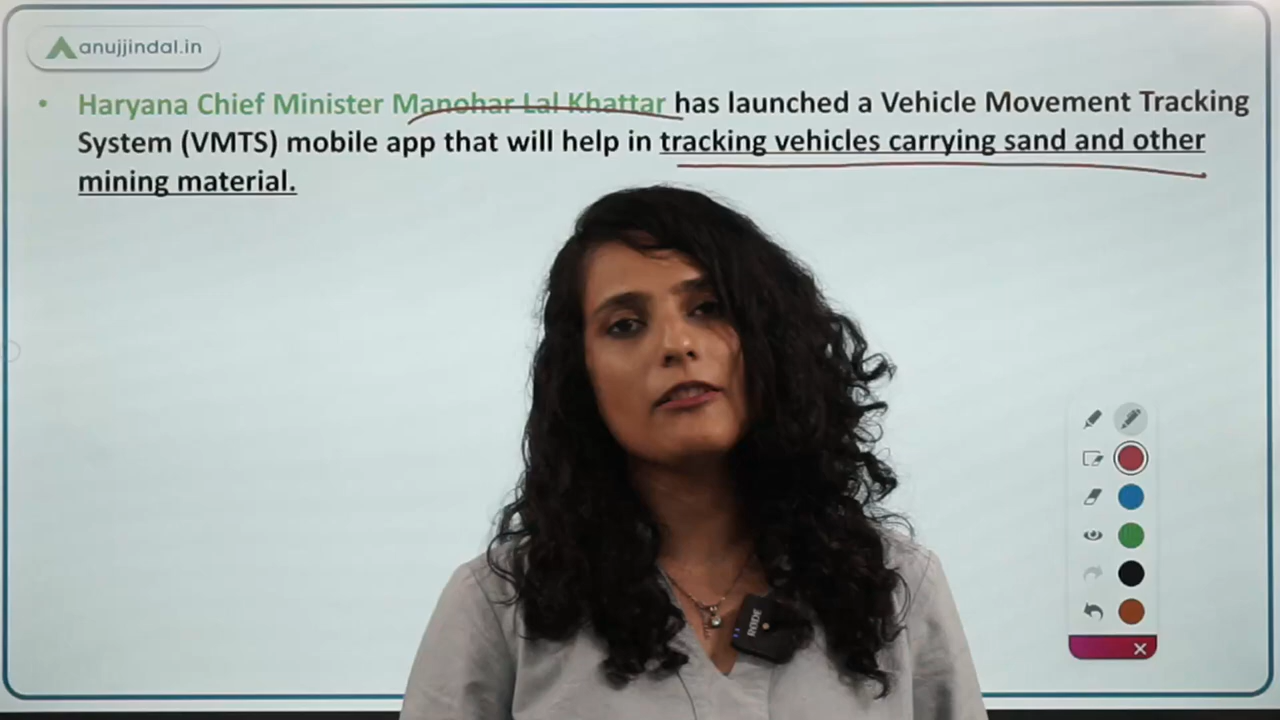 anujjindal.in
• Haryana Chief Minister Manohar Lal Khattar has launched a Vehicle Movement Tracking
System (VMTS) mobile app that will help in tracking vehicles carrying sand and other
mining material.
RØDE